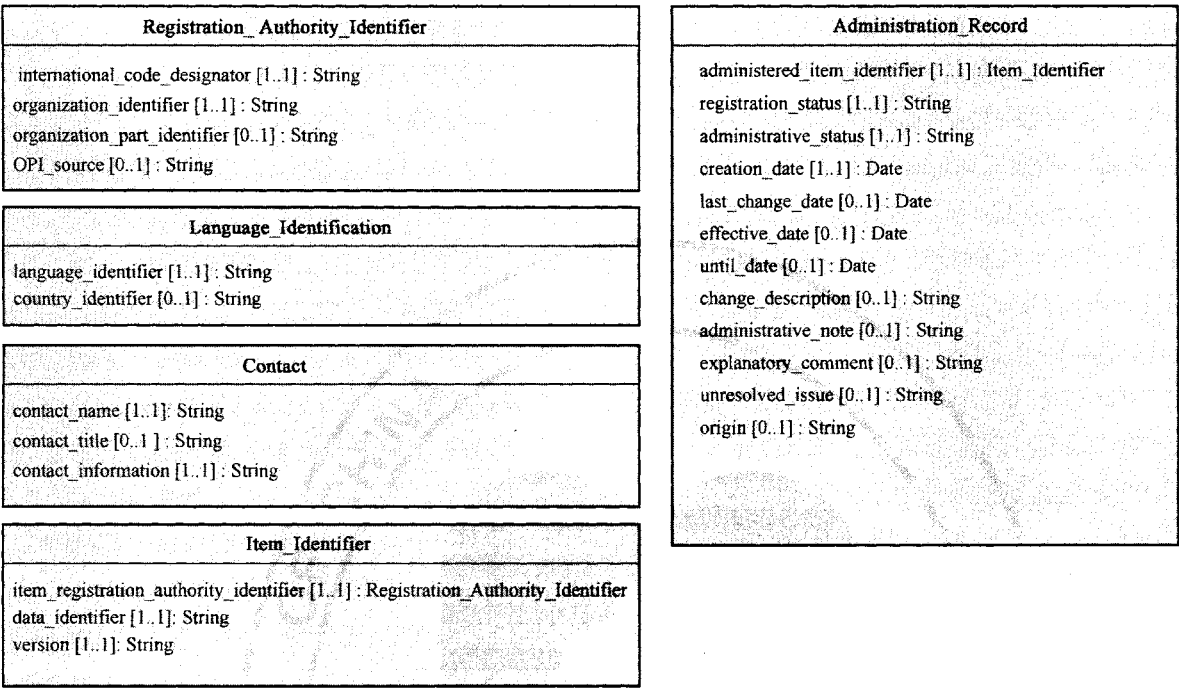 Registration_ Authority_Identifier
international_code_designator [1..1] : String
organization_identifier [1..1] : String
organization_part_identifier [0..1] : String
OPI_source [0..1] : String
Language_Identification
language_identifier [1..1] : String
country_identifier [0..1] : String
Contact
contact_name [1..1]: String
contact_title [0..1 ] : String
contact_information [1..1] : String
Item_Identifier
item_registration_authority_identifier [1..1] : Registration_Authority_Identifier
data_identifier [1..1]: String
version [1..1]: String
Administration_Record
administered_item_identifier [1..1] : Item_Identifier
registration_status [1..1] : String
administrative_status [1..1] : String
creation_date [1..1] : Date
last_change_date [0..1] : Date
effective_date [0..1] : Date
until_date [0..1] : Date
change_description [0..1] : String
administrative_note [0..1] : String
explanatory_comment [0..1] : String
unresolved_issue [0..1] : String
origin [0..1] : String